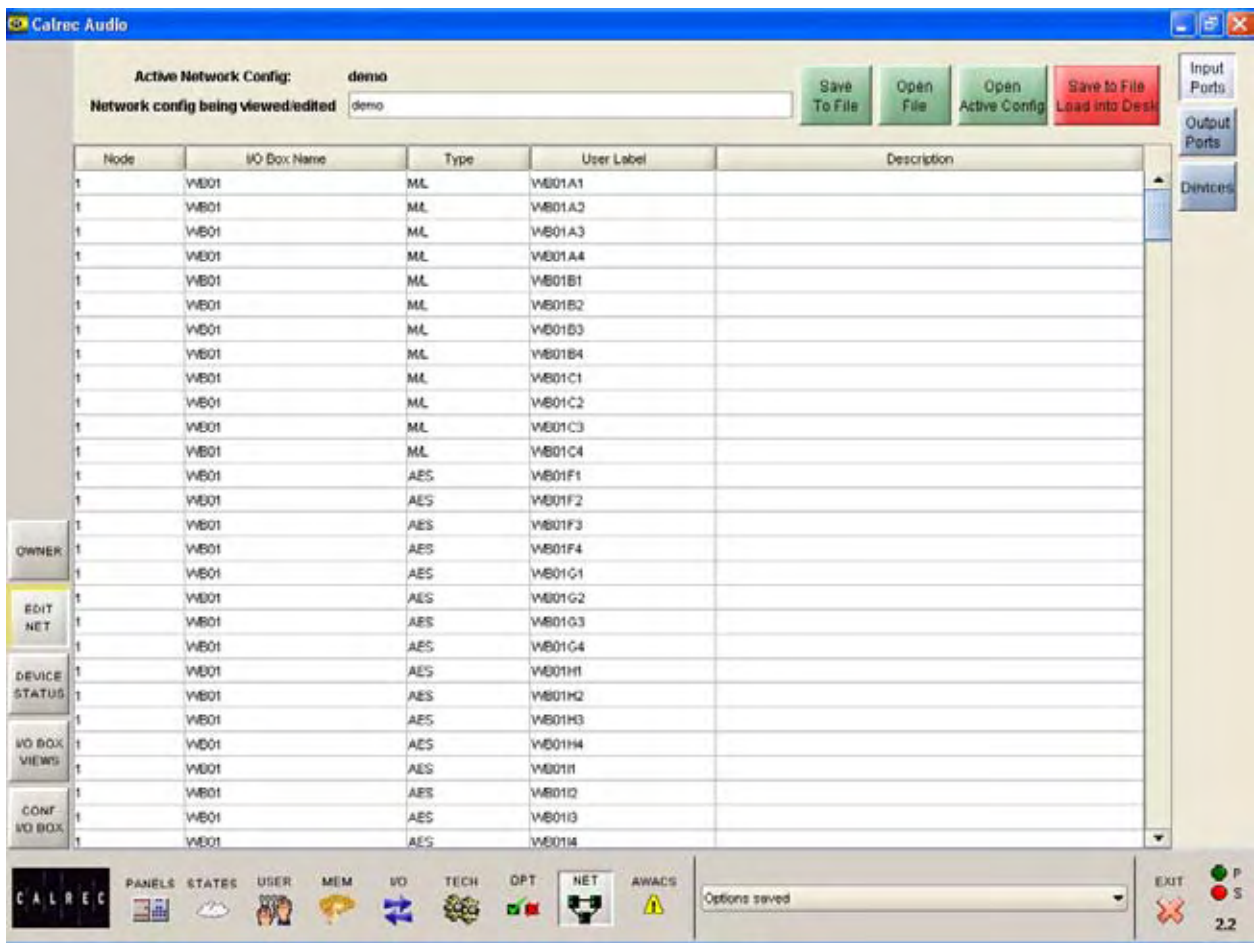 Calrec Audio
Active Network Config: demo
Network config being viewed/edited demo
Save To File
Open File
Open Active Config
Save to File Load into Desk
Input Ports
Output Ports
Devices
Node I/O Box Name Type User Label Description
1 WB01 M/L WB01A1
1 WB01 M/L WB01A2
1 WB01 M/L WB01A3
1 WB01 M/L WB01A4
1 WB01 M/L WB01B1
1 WB01 M/L WB01B2
1 WB01 M/L WB01B3
1 WB01 M/L WB01B4
1 WB01 M/L WB01C1
1 WB01 M/L WB01C2
1 WB01 M/L WB01C3
1 WB01 M/L WB01C4
1 WB01 AES WB01F1
1 WB01 AES WB01F2
1 WB01 AES WB01F3
1 WB01 AES WB01F4
1 WB01 AES WB01G1
1 WB01 AES WB01G2
1 WB01 AES WB01G3
1 WB01 AES WB01G4
1 WB01 AES WB01H1
1 WB01 AES WB01H2
1 WB01 AES WB01H3
1 WB01 AES WB01H4
1 WB01 AES WB01I1
1 WB01 AES WB01I2
1 WB01 AES WB01I3
1 WB01 AES WB01I4
OWNER
EDIT NET
DEVICE STATUS
I/O BOX VIEWS
CONF I/O BOX
CALREC
PANELS STATES USER MEM I/O TECH OPT NET AWACS
Options saved
EXIT
P
S
2.2